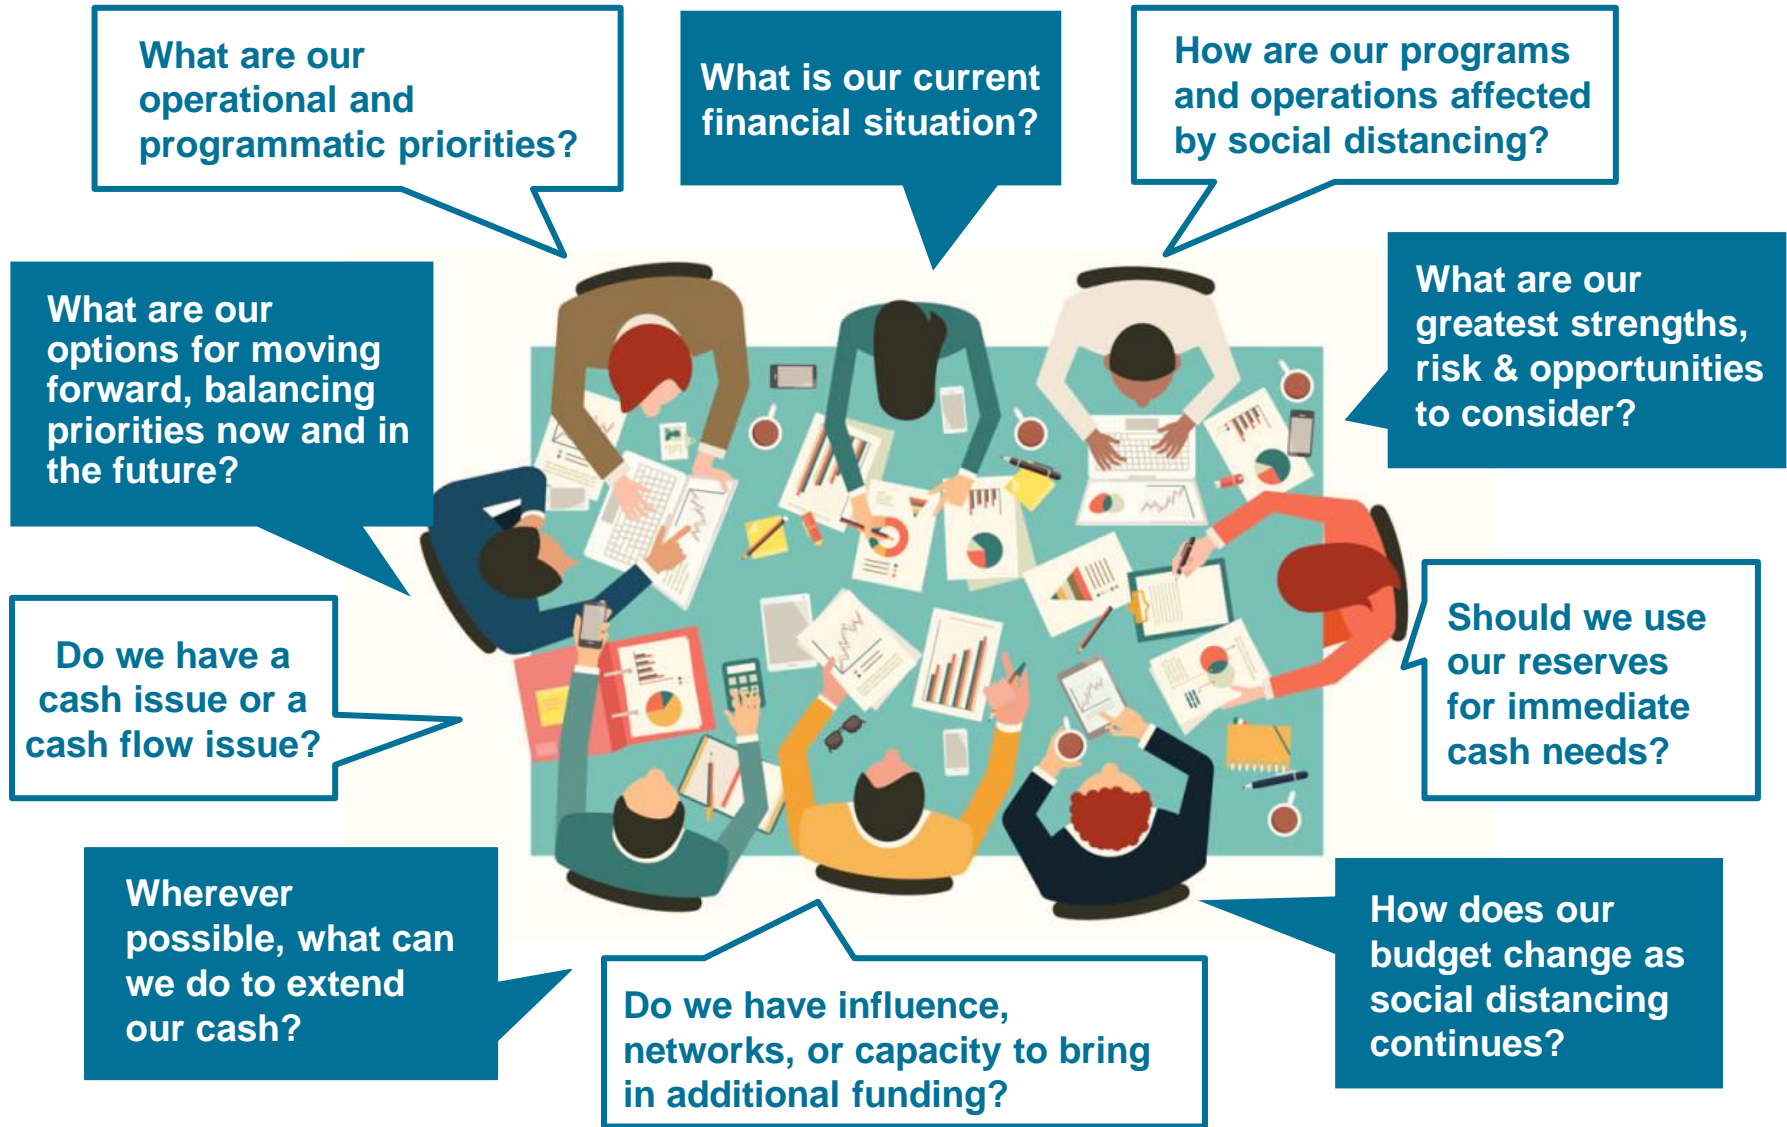 What are our
operational and
programmatic priorities?
What is our current
financial situation?
How are our programs
and operations affected
by social distancing?
What are our
options for moving
forward, balancing
priorities now and in
the future?
What are our
greatest strengths,
risk & opportunities
to consider?
Do we have a
cash issue or a
cash flow issue?
Should we use
our reserves
for immediate
cash needs?
Wherever
possible, what can
we do to extend
our cash?
Do we have influence,
networks, or capacity to bring
in additional funding?
How does our
budget change as
social distancing
continues?